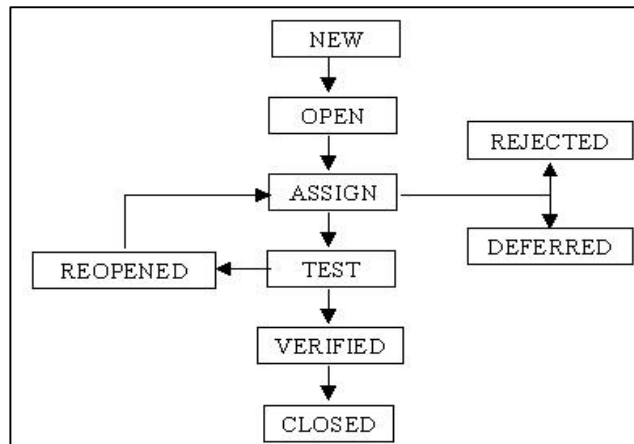 NEW
OPEN
REJECTED
ASSIGN
DEFERRED
REOPENED
TEST
VERIFIED
CLOSED